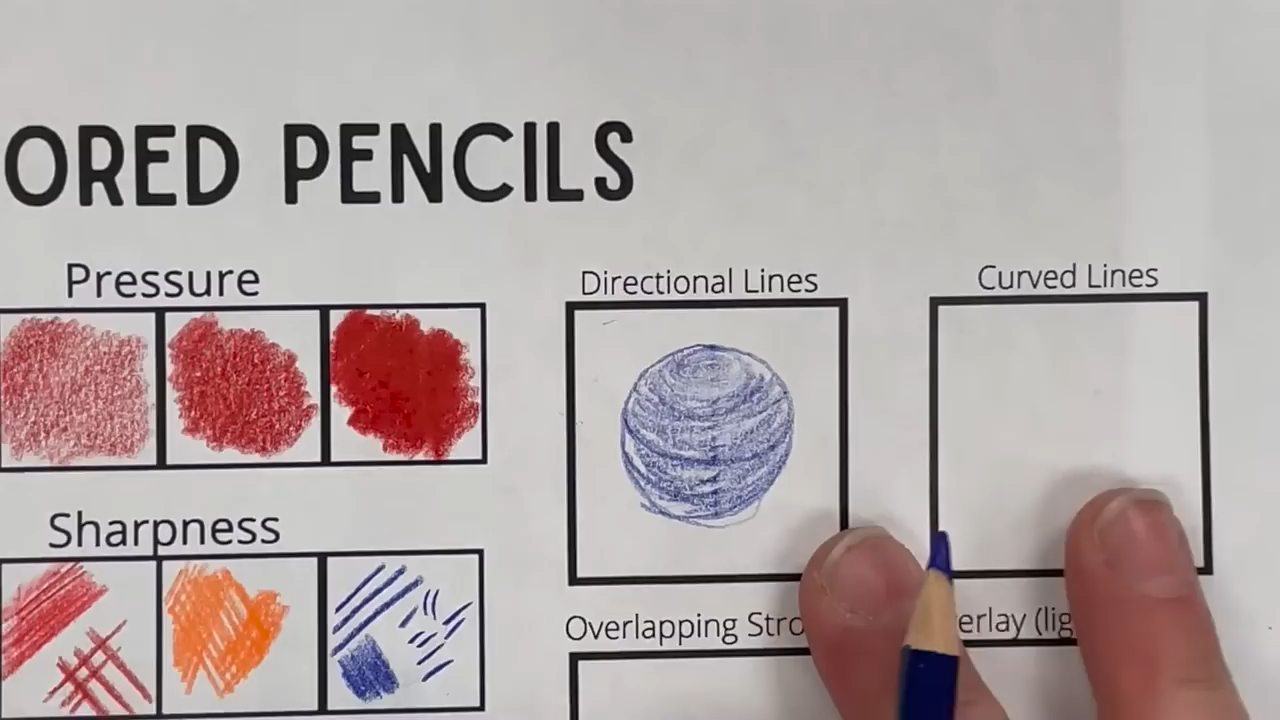 ORED PENCILS
Pressure
Directional Lines
Curved Lines
Sharpness
Overlapping Stro
erlay (lig